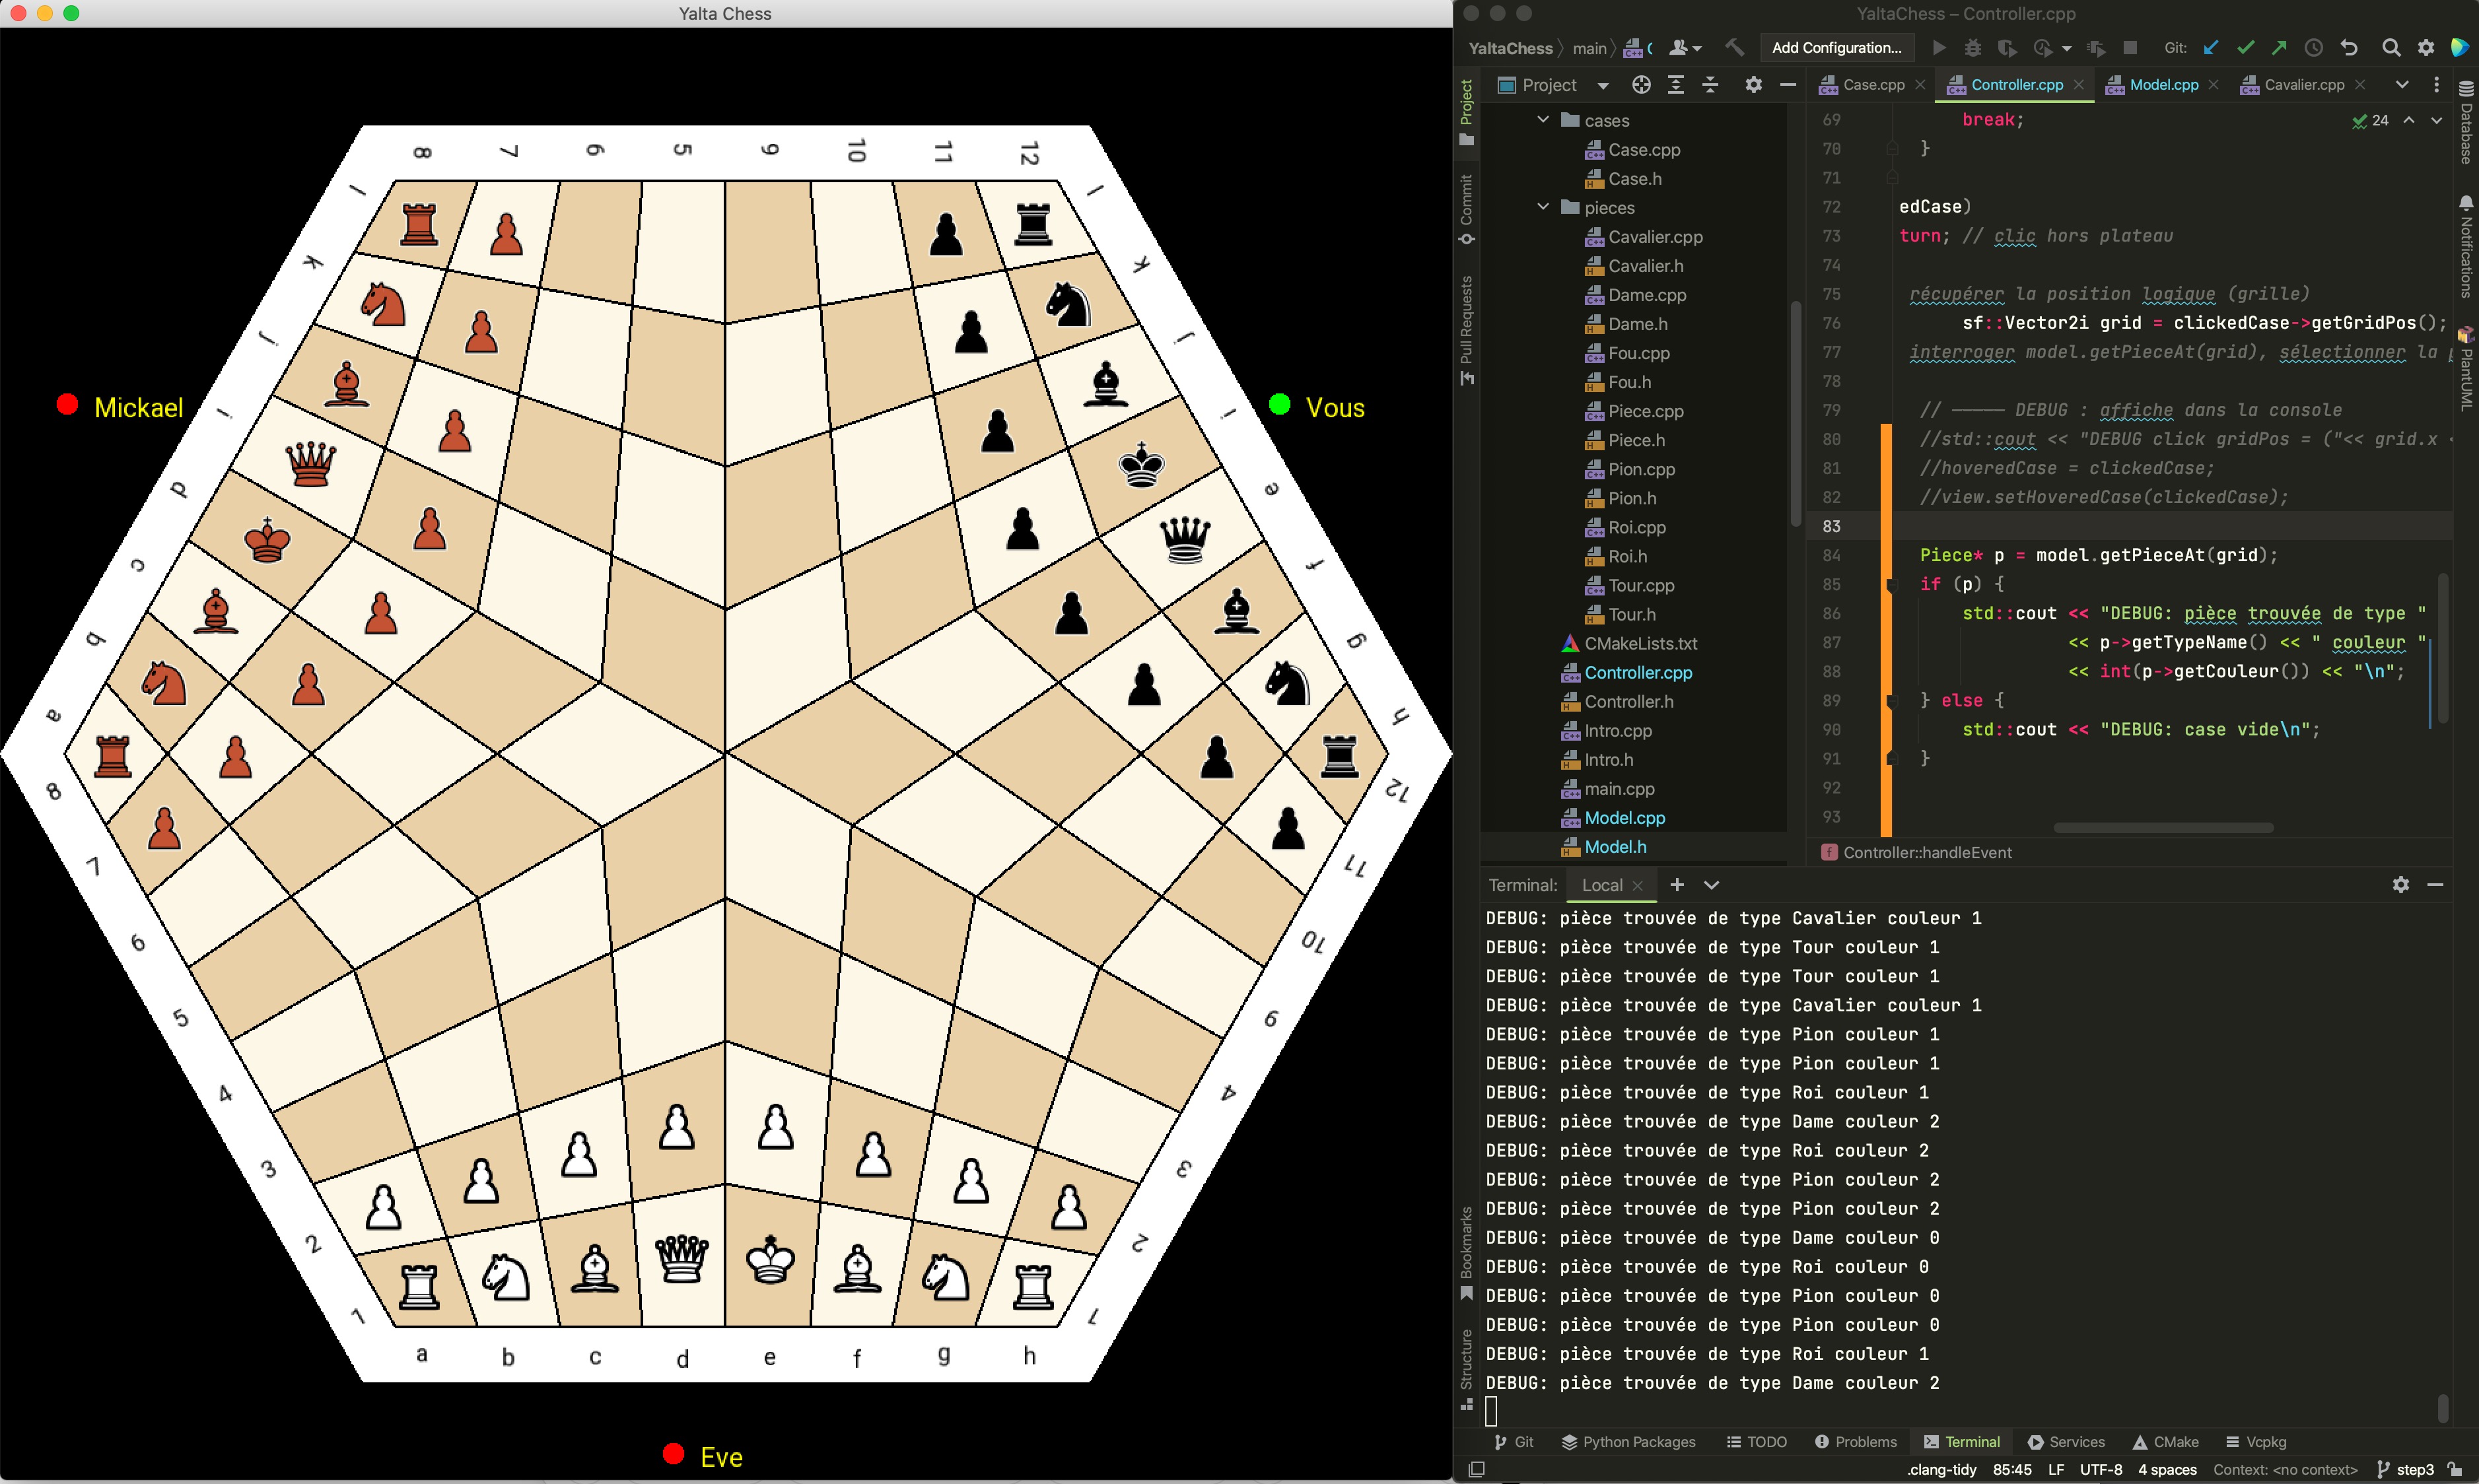 Yalta Chess
8 7 6 5 9 10 11 12
l
l
k
k
j
j
Mickael
i
i
Vous
d
e
c
f
b
g
a
h
8
12
7
11
6
10
5
9
4
4
3
3
2
2
1
1
a b c d e f g h
Eve
YaltaChess – Controller.cpp
YaltaChess main
Add Configuration...
Git:
Project
Case.cpp
Controller.cpp
Model.cpp
Cavalier.cpp
Project
Commit
Pull Requests
Bookmarks
Structure
Database
Notifications
PlantUML
cases
Case.cpp
Case.h
pieces
Cavalier.cpp
Cavalier.h
Dame.cpp
Dame.h
Fou.cpp
Fou.h
Piece.cpp
Piece.h
Pion.cpp
Pion.h
Roi.cpp
Roi.h
Tour.cpp
Tour.h
CMakeLists.txt
Controller.cpp
Controller.h
Intro.cpp
Intro.h
main.cpp
Model.cpp
Model.h
24
69 break;
70 }
71
72 edCase)
73 turn; // clic hors plateau
74
75 récupérer la position logique (grille)
76 sf::Vector2i grid = clickedCase->getGridPos();
77 interroger model.getPieceAt(grid), sélectionner la
78
79 // ––––– DEBUG : affiche dans la console
80 //std::cout << "DEBUG click gridPos = ("<< grid.x
81 //hoveredCase = clickedCase;
82 //view.setHoveredCase(clickedCase);
83
84 Piece* p = model.getPieceAt(grid);
85 if (p) {
86 std::cout << "DEBUG: pièce trouvée de type "
87 << p->getTypeName() << " couleur "
88 << int(p->getCouleur()) << "\n";
89 } else {
90 std::cout << "DEBUG: case vide\n";
91 }
92
93
Controller::handleEvent
Terminal: Local
DEBUG: pièce trouvée de type Cavalier couleur 1
DEBUG: pièce trouvée de type Tour couleur 1
DEBUG: pièce trouvée de type Tour couleur 1
DEBUG: pièce trouvée de type Cavalier couleur 1
DEBUG: pièce trouvée de type Pion couleur 1
DEBUG: pièce trouvée de type Pion couleur 1
DEBUG: pièce trouvée de type Roi couleur 1
DEBUG: pièce trouvée de type Dame couleur 2
DEBUG: pièce trouvée de type Roi couleur 2
DEBUG: pièce trouvée de type Pion couleur 2
DEBUG: pièce trouvée de type Pion couleur 2
DEBUG: pièce trouvée de type Dame couleur 0
DEBUG: pièce trouvée de type Roi couleur 0
DEBUG: pièce trouvée de type Pion couleur 0
DEBUG: pièce trouvée de type Pion couleur 0
DEBUG: pièce trouvée de type Roi couleur 1
DEBUG: pièce trouvée de type Dame couleur 2
Git Python Packages TODO Problems Terminal Services CMake Vcpkg
.clang-tidy 85:45 LF UTF-8 4 spaces Context: <no context> step3